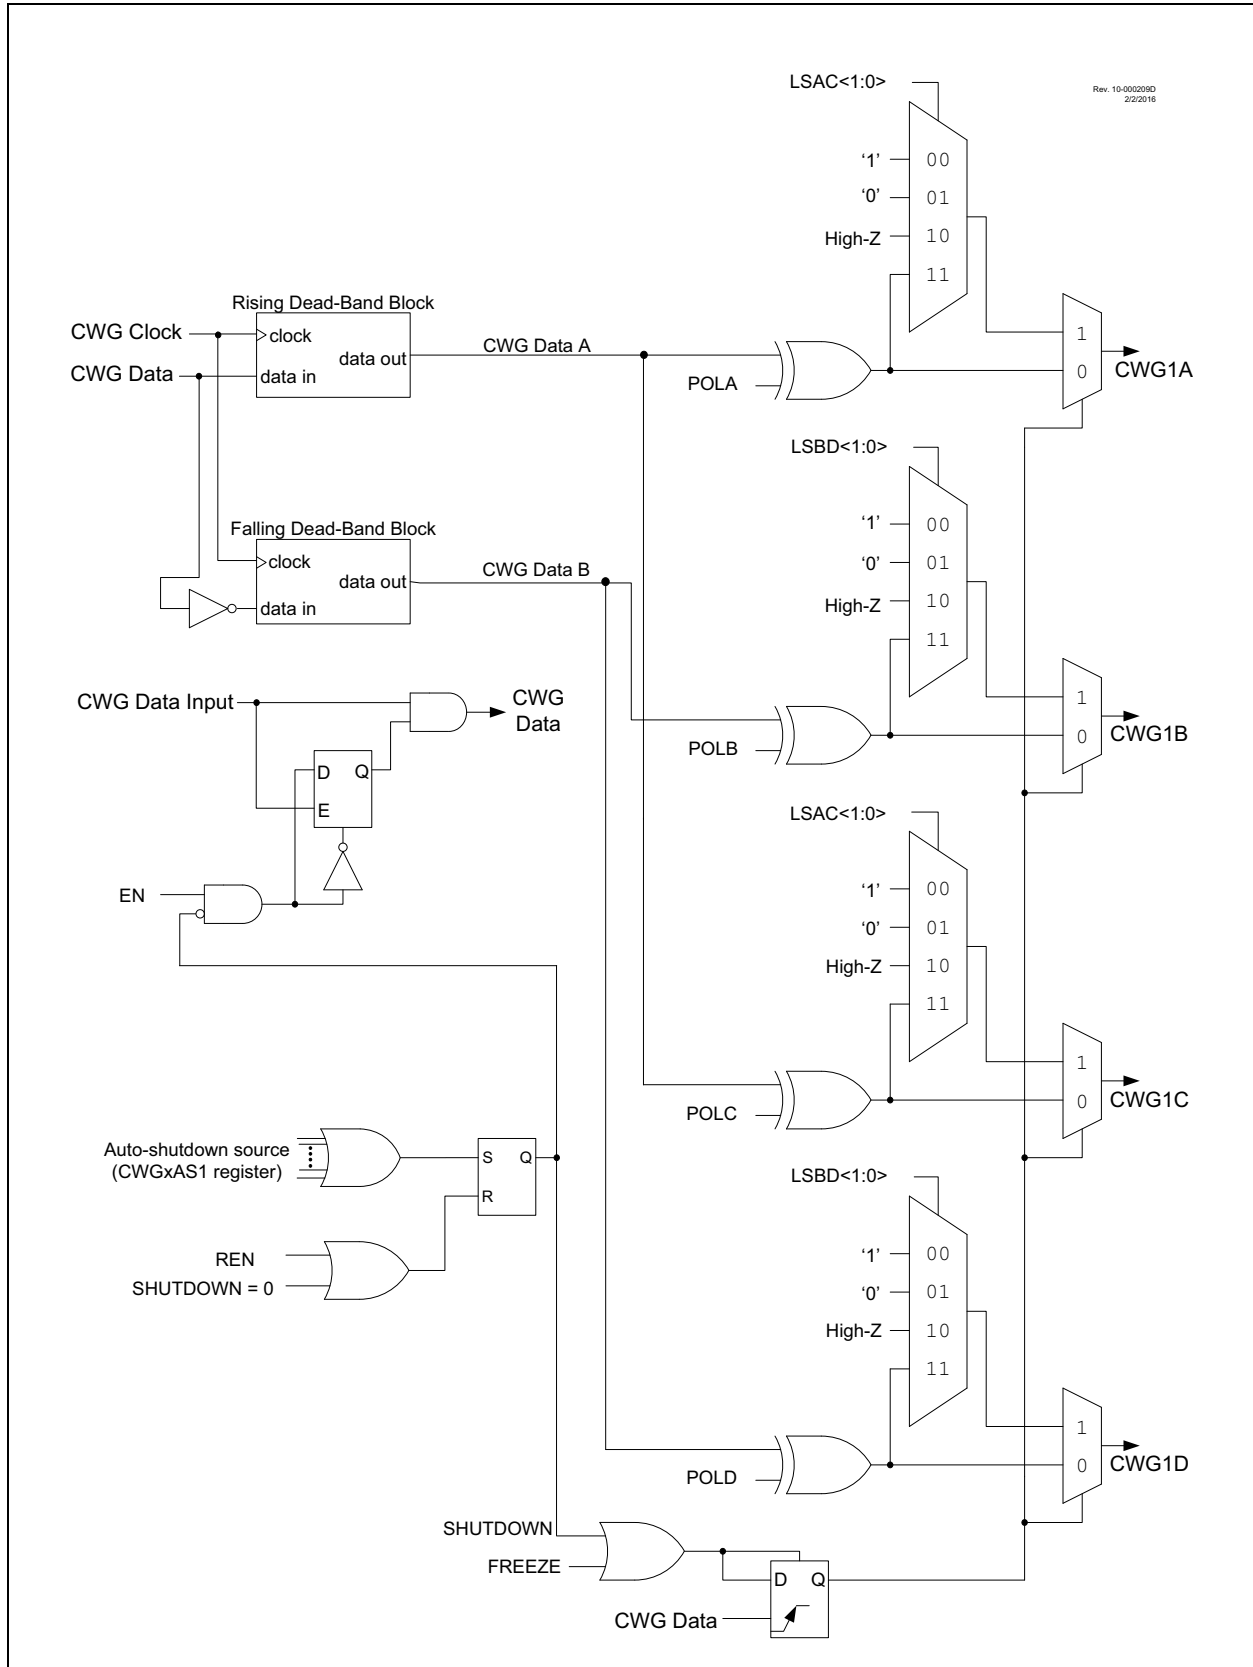 LSAC<1:0>
Rev. 10-000209D
2/2/2016
‘1’
00
‘0’
01
High-Z
10
11
Rising Dead-Band Block
CWG Clock
clock
data out
CWG Data
data in
CWG Data A
POLA
1
0
CWG1A
LSBD<1:0>
‘1’
00
‘0’
01
High-Z
10
11
Falling Dead-Band Block
clock
data out
data in
CWG Data B
POLB
1
0
CWG1B
CWG Data Input
CWG
Data
D
Q
E
EN
LSAC<1:0>
‘1’
00
‘0’
01
High-Z
10
11
POLC
1
0
CWG1C
Auto-shutdown source
(CWGxAS1 register)
S
Q
R
REN
SHUTDOWN = 0
LSBD<1:0>
‘1’
00
‘0’
01
High-Z
10
11
POLD
1
0
CWG1D
SHUTDOWN
FREEZE
D
Q
CWG Data